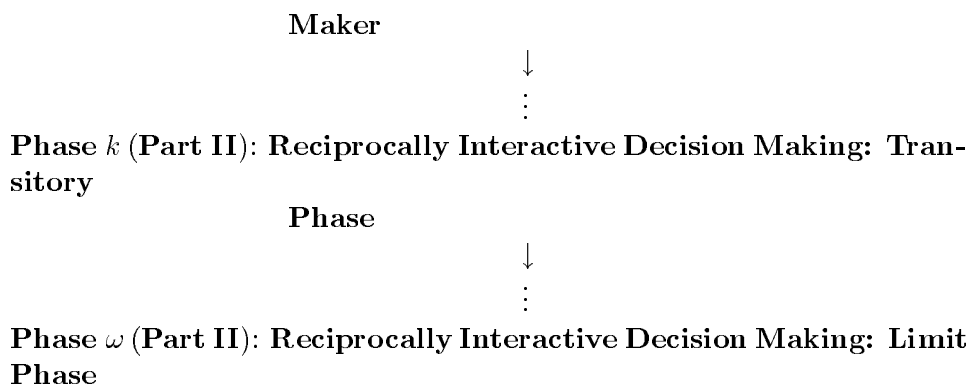 Maker
↓
⋮
Phase k (Part II): Reciprocally Interactive Decision Making: Tran-
sitory
Phase
↓
⋮
Phase ω (Part II): Reciprocally Interactive Decision Making: Limit
Phase